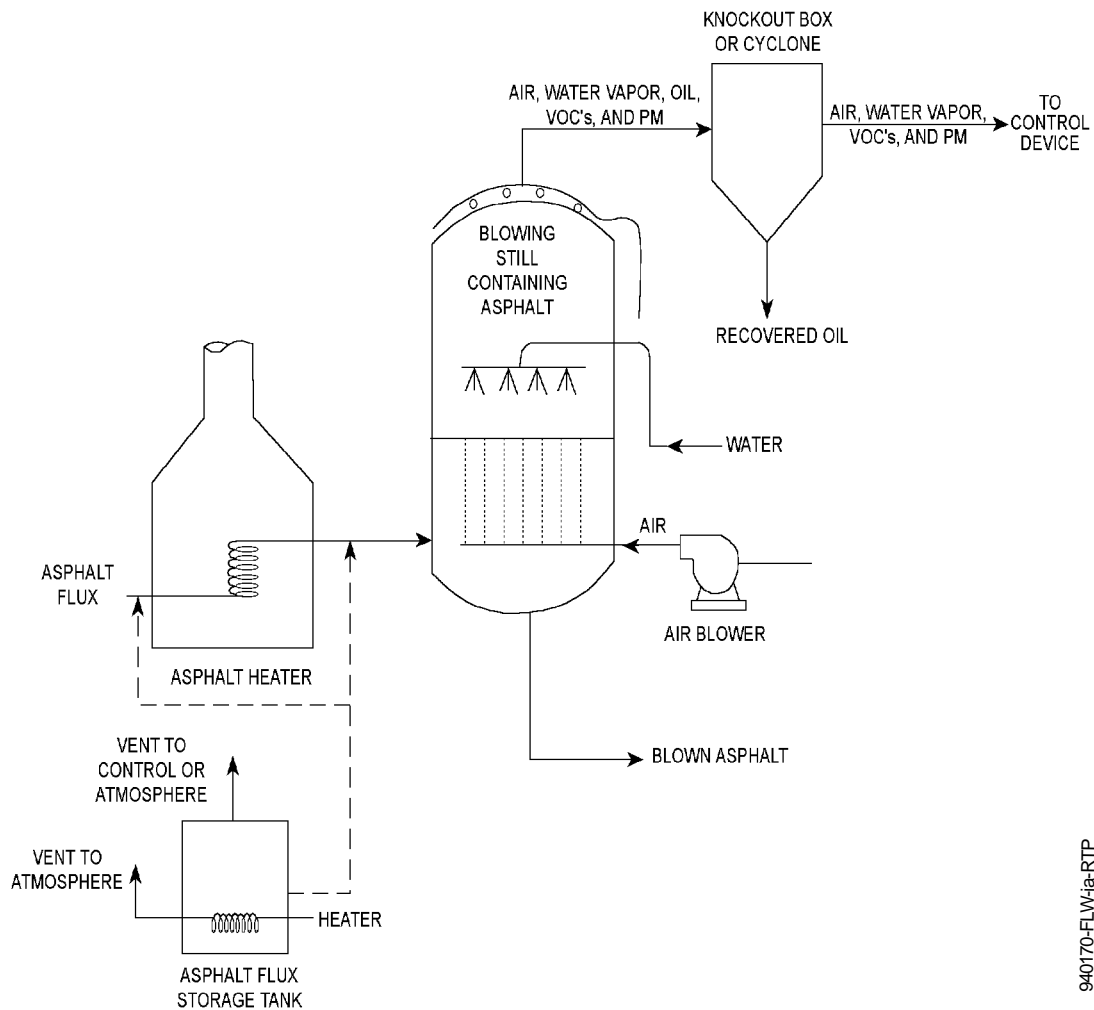 KNOCKOUT BOX
OR CYCLONE
AIR, WATER VAPOR, OIL,
VOC's, AND PM
AIR, WATER VAPOR,
VOC's, AND PM
TO
CONTROL
DEVICE
BLOWING
STILL
CONTAINING
ASPHALT
RECOVERED OIL
WATER
AIR
ASPHALT
FLUX
AIR BLOWER
ASPHALT HEATER
BLOWN ASPHALT
VENT TO
CONTROL OR
ATMOSPHERE
VENT TO
ATMOSPHERE
HEATER
ASPHALT FLUX
STORAGE TANK
940170-FLW-ia-RTP